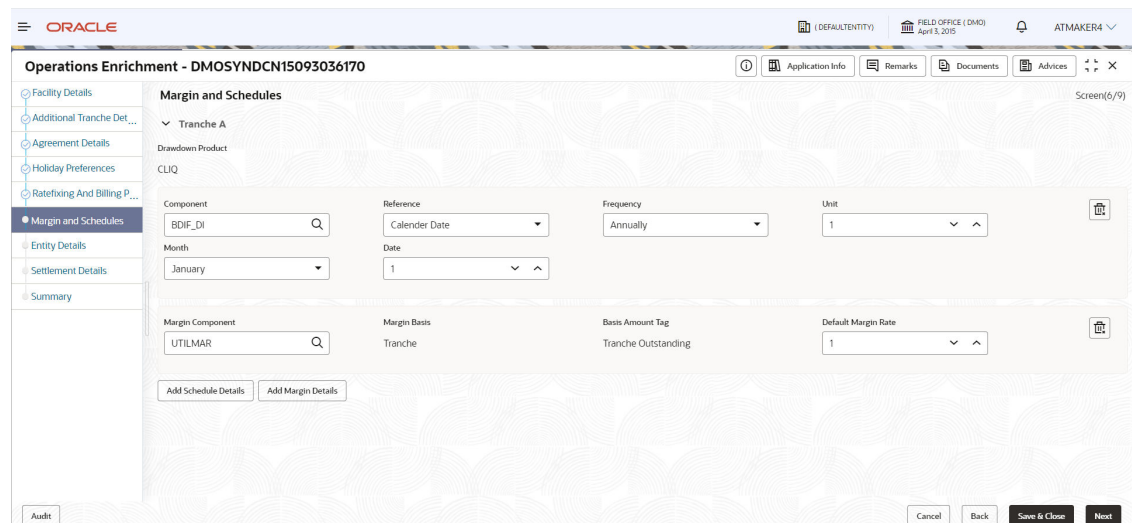 ORACLE
( DEFAULTENTITY)
FIELD OFFICE ( DMO)
April 3, 2015
ATMAKER4
Operations Enrichment - DMOSYNDCN15093036170
Application Info
Remarks
Documents
Advices
Facility Details
Additional Tranche Det...
Agreement Details
Holiday Preferences
Ratefixing And Billing P...
Margin and Schedules
Entity Details
Settlement Details
Summary
Margin and Schedules
Screen(6/9)
Tranche A
Drawdown Product
CLIQ
Component Reference Frequency Unit
BDIF_DI Calender Date Annually 1
Month Date
January 1
Margin Component Margin Basis Basis Amount Tag Default Margin Rate
UTILMAR Tranche Tranche Outstanding 1
Add Schedule Details Add Margin Details
Audit Cancel Back Save & Close Next